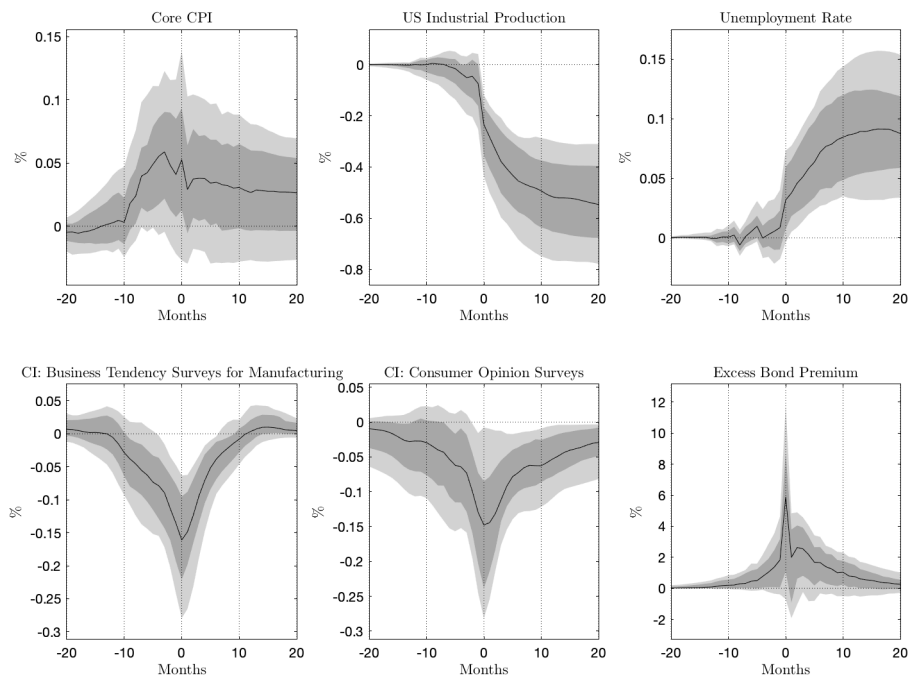 Core CPI
0.15
0.1
0.05
0
%
-20 -10 0 10 20
Months
US Industrial Production
0
-0.2
-0.4
-0.6
-0.8
%
-20 -10 0 10 20
Months
Unemployment Rate
0.15
0.1
0.05
0
%
-20 -10 0 10 20
Months
CI: Business Tendency Surveys for Manufacturing
0.05
0
-0.05
-0.1
-0.15
-0.2
-0.25
-0.3
%
-20 -10 0 10 20
Months
CI: Consumer Opinion Surveys
0.05
0
-0.05
-0.1
-0.15
-0.2
-0.25
-0.3
%
-20 -10 0 10 20
Months
Excess Bond Premium
12
10
8
6
4
2
0
-2
%
-20 -10 0 10 20
Months